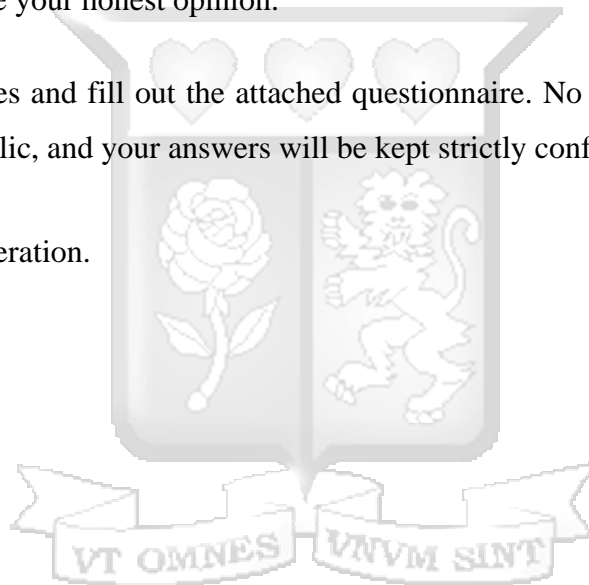 your honest opinion.
es and fill out the attached questionnaire. No
lic, and your answers will be kept strictly conf
eration.
VT OMNES VNVM SINT